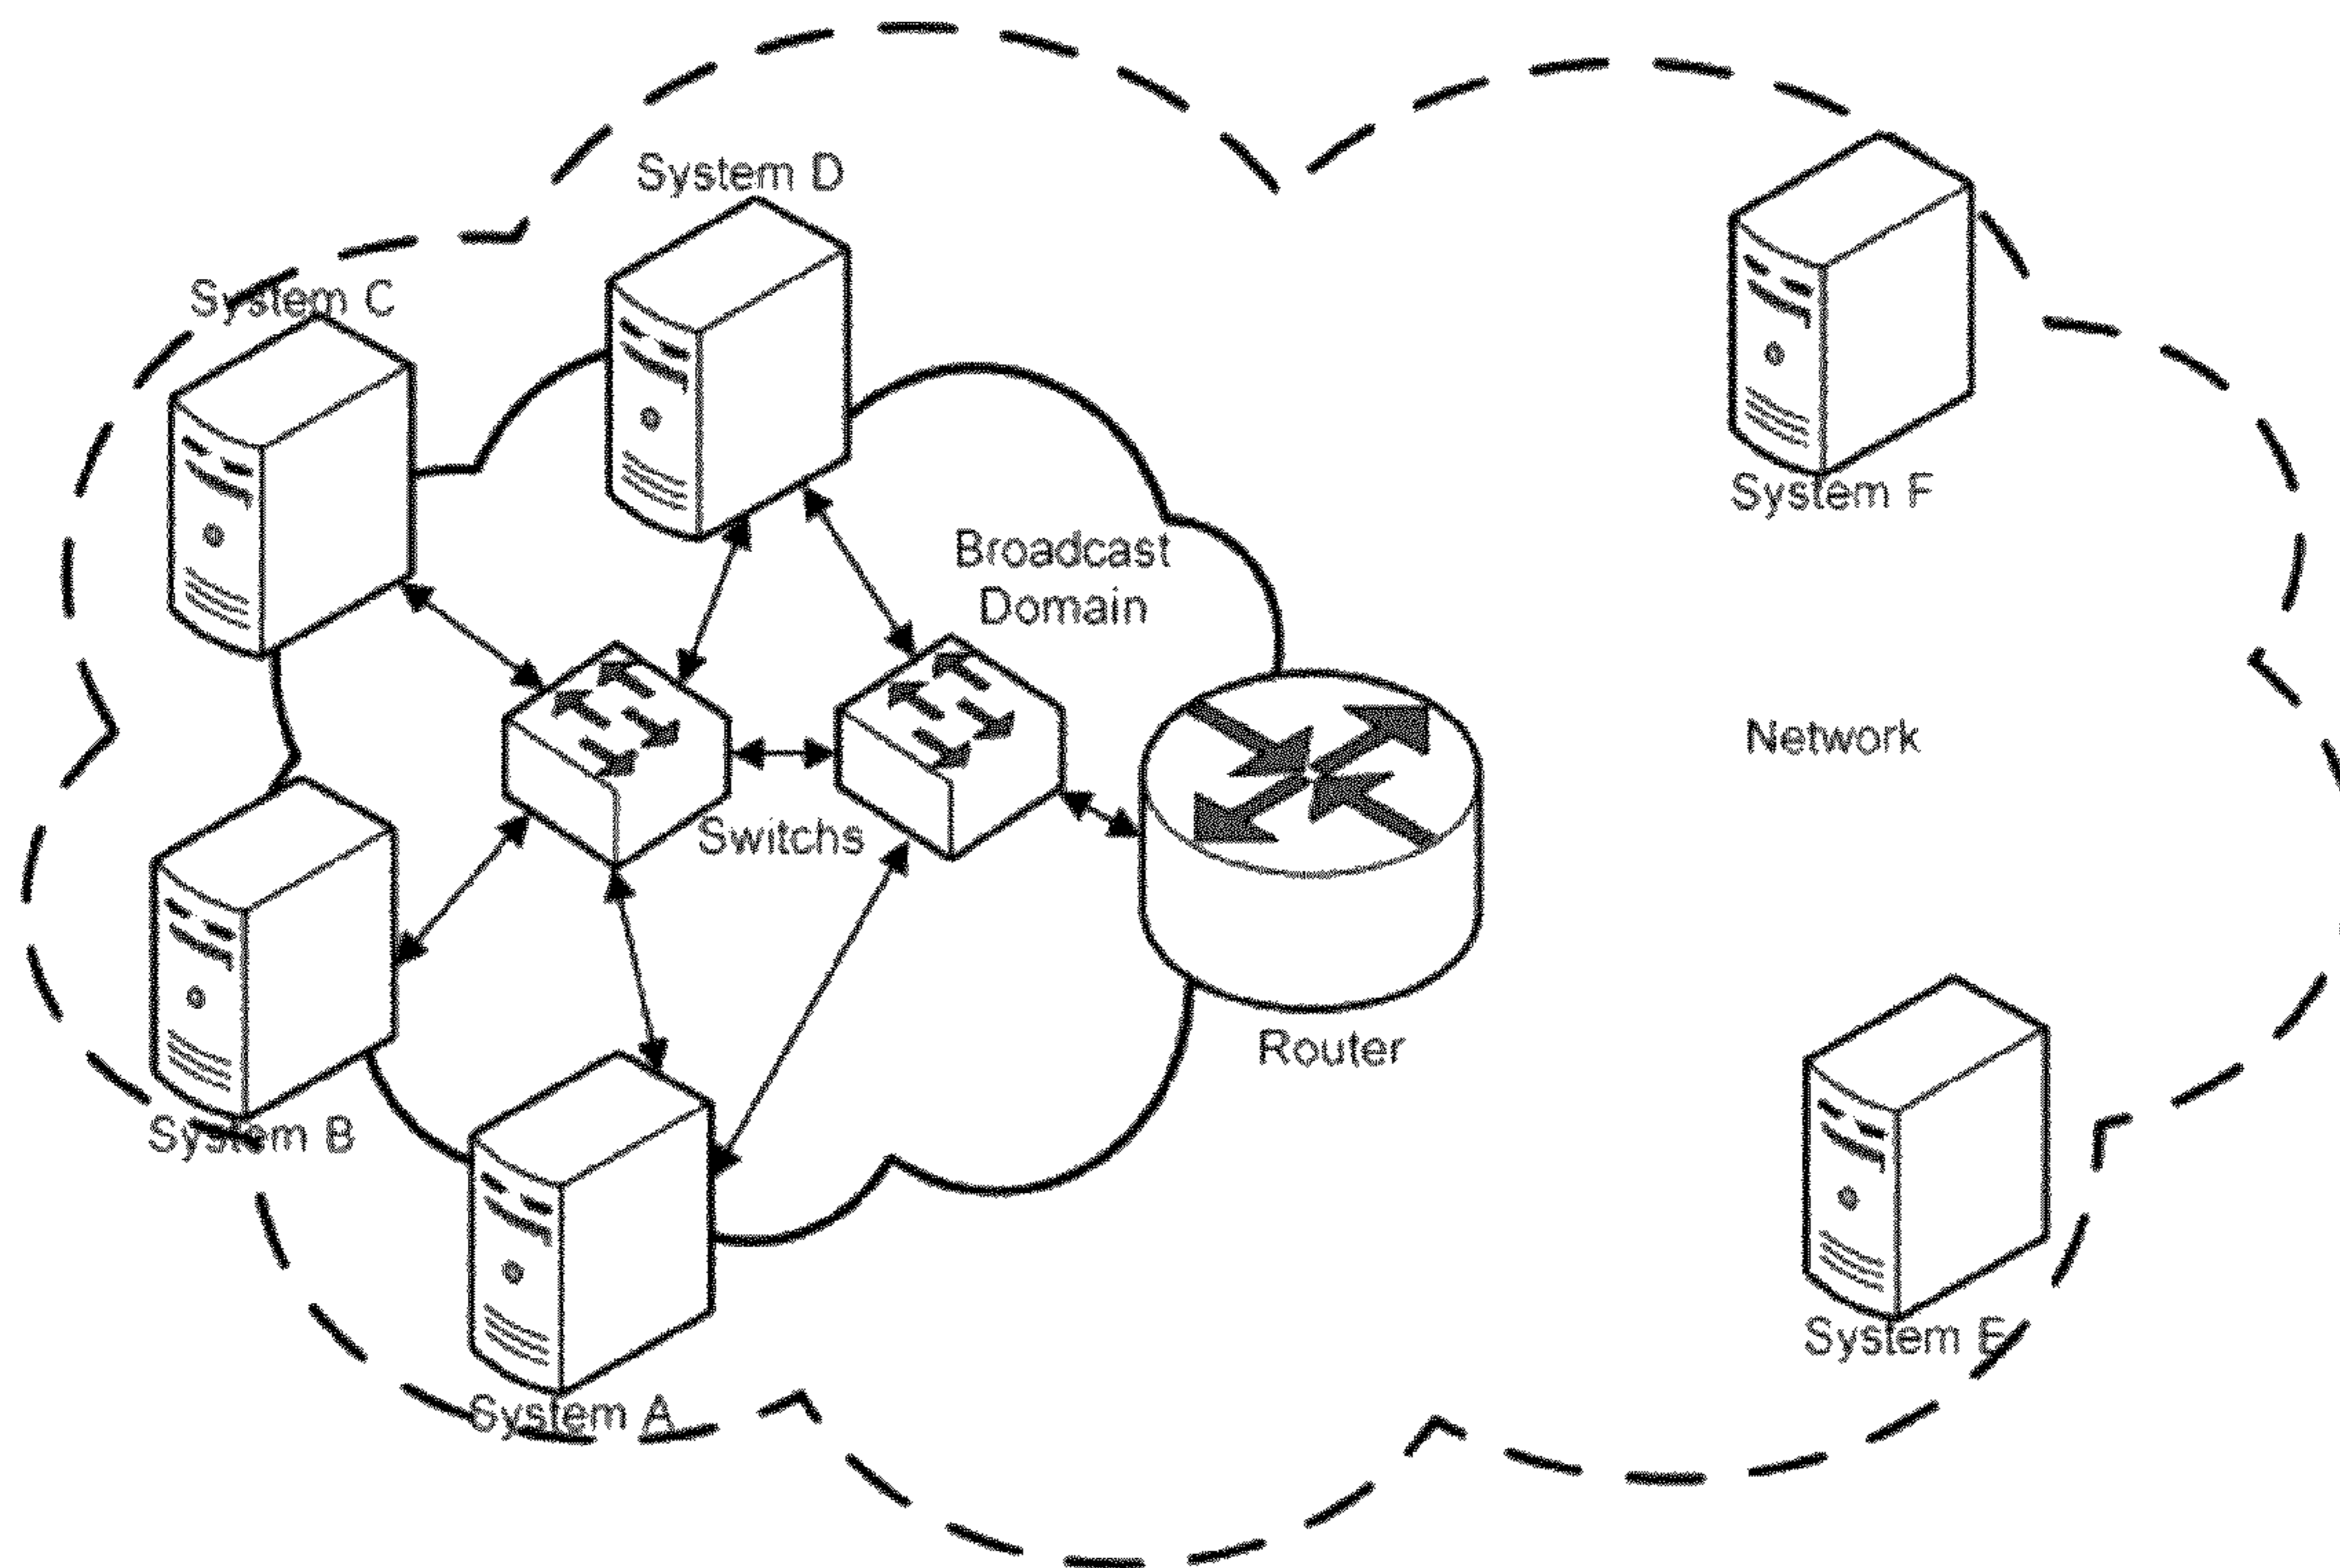 System D
System C
System F
Broadcast
Domain
Network
Switchs
Router
System B
System E
System A